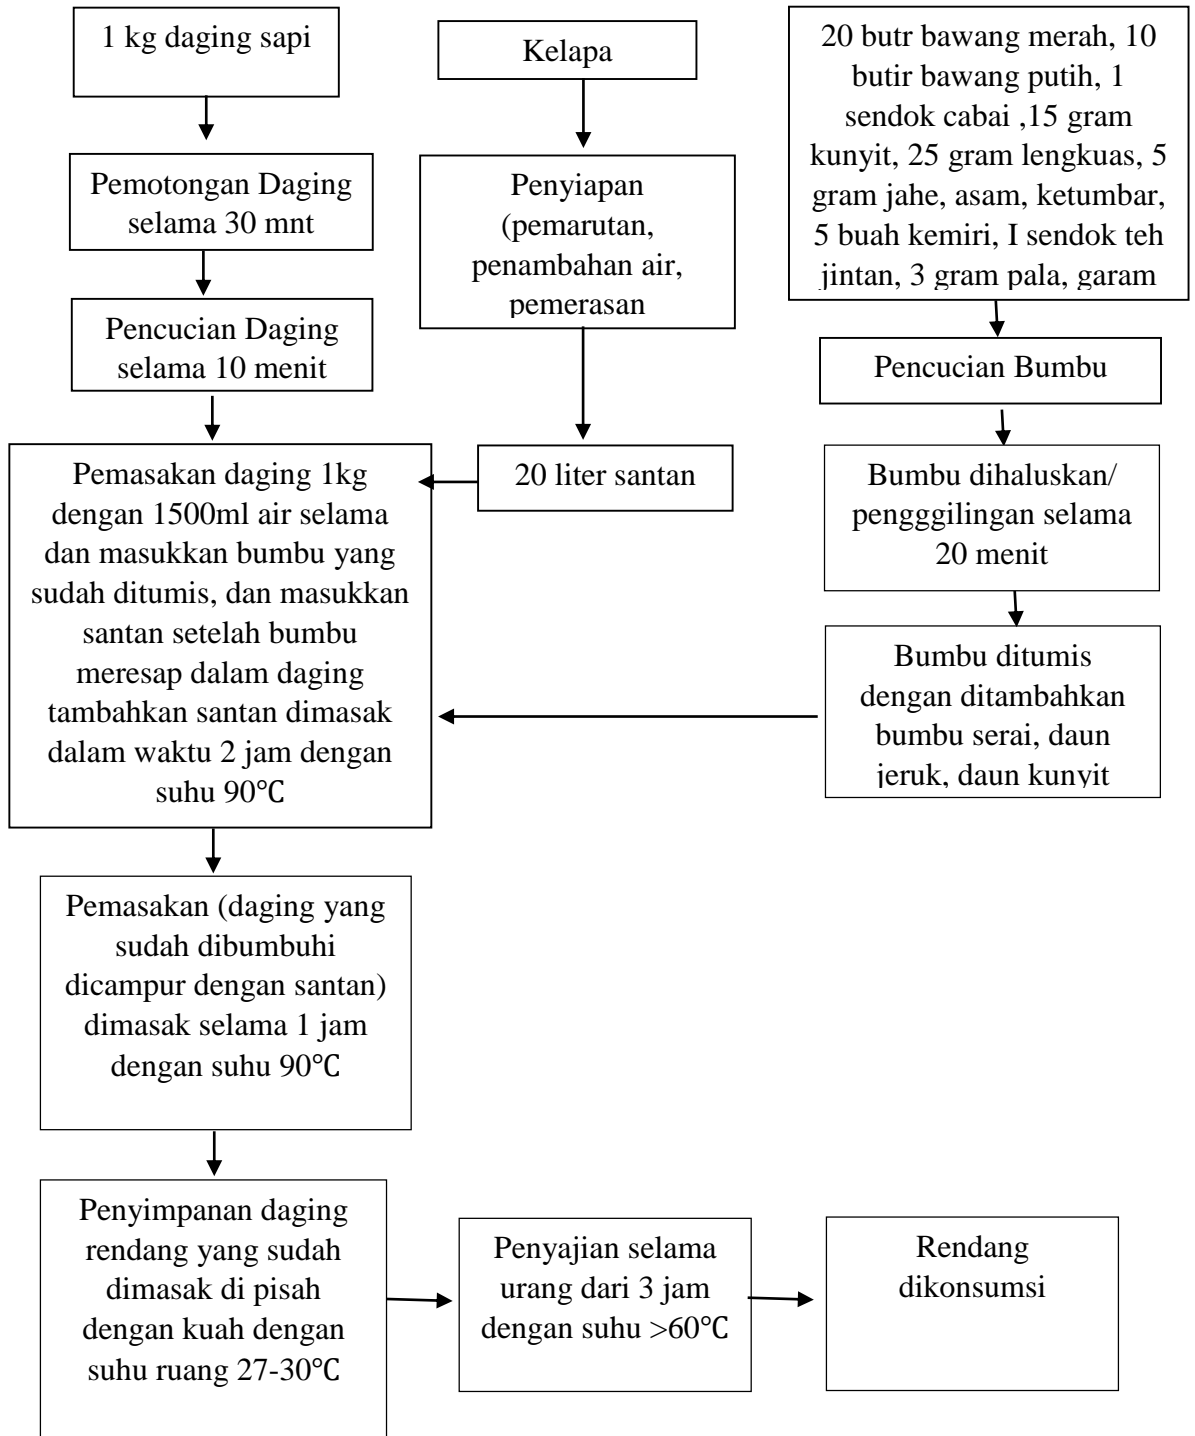 1 kg daging sapi
Pemotongan Daging
selama 30 mnt
Pencucian Daging
selama 10 menit
Kelapa
Penyiapan
(pemarutan,
penambahan air,
pemerasan
20 liter santan
20 butr bawang merah, 10
butir bawang putih, 1
sendok cabai ,15 gram
kunyit, 25 gram lengkuas, 5
gram jahe, asam, ketumbar,
5 buah kemiri, I sendok teh
jintan, 3 gram pala, garam
Pencucian Bumbu
Bumbu dihaluskan/
pengggilingan selama
20 menit
Bumbu ditumis
dengan ditambahkan
bumbu serai, daun
jeruk, daun kunyit
Pemasakan daging 1kg
dengan 1500ml air selama
dan masukkan bumbu yang
sudah ditumis, dan masukkan
santan setelah bumbu
meresap dalam daging
tambahkan santan dimasak
dalam waktu 2 jam dengan
suhu 90°C
Pemasakan (daging yang
sudah dibumbuhi
dicampur dengan santan)
dimasak selama 1 jam
dengan suhu 90°C
Penyimpanan daging
rendang yang sudah
dimasak di pisah
dengan kuah dengan
suhu ruang 27-30°C
Penyajian selama
urang dari 3 jam
dengan suhu >60°C
Rendang
dikonsumsi